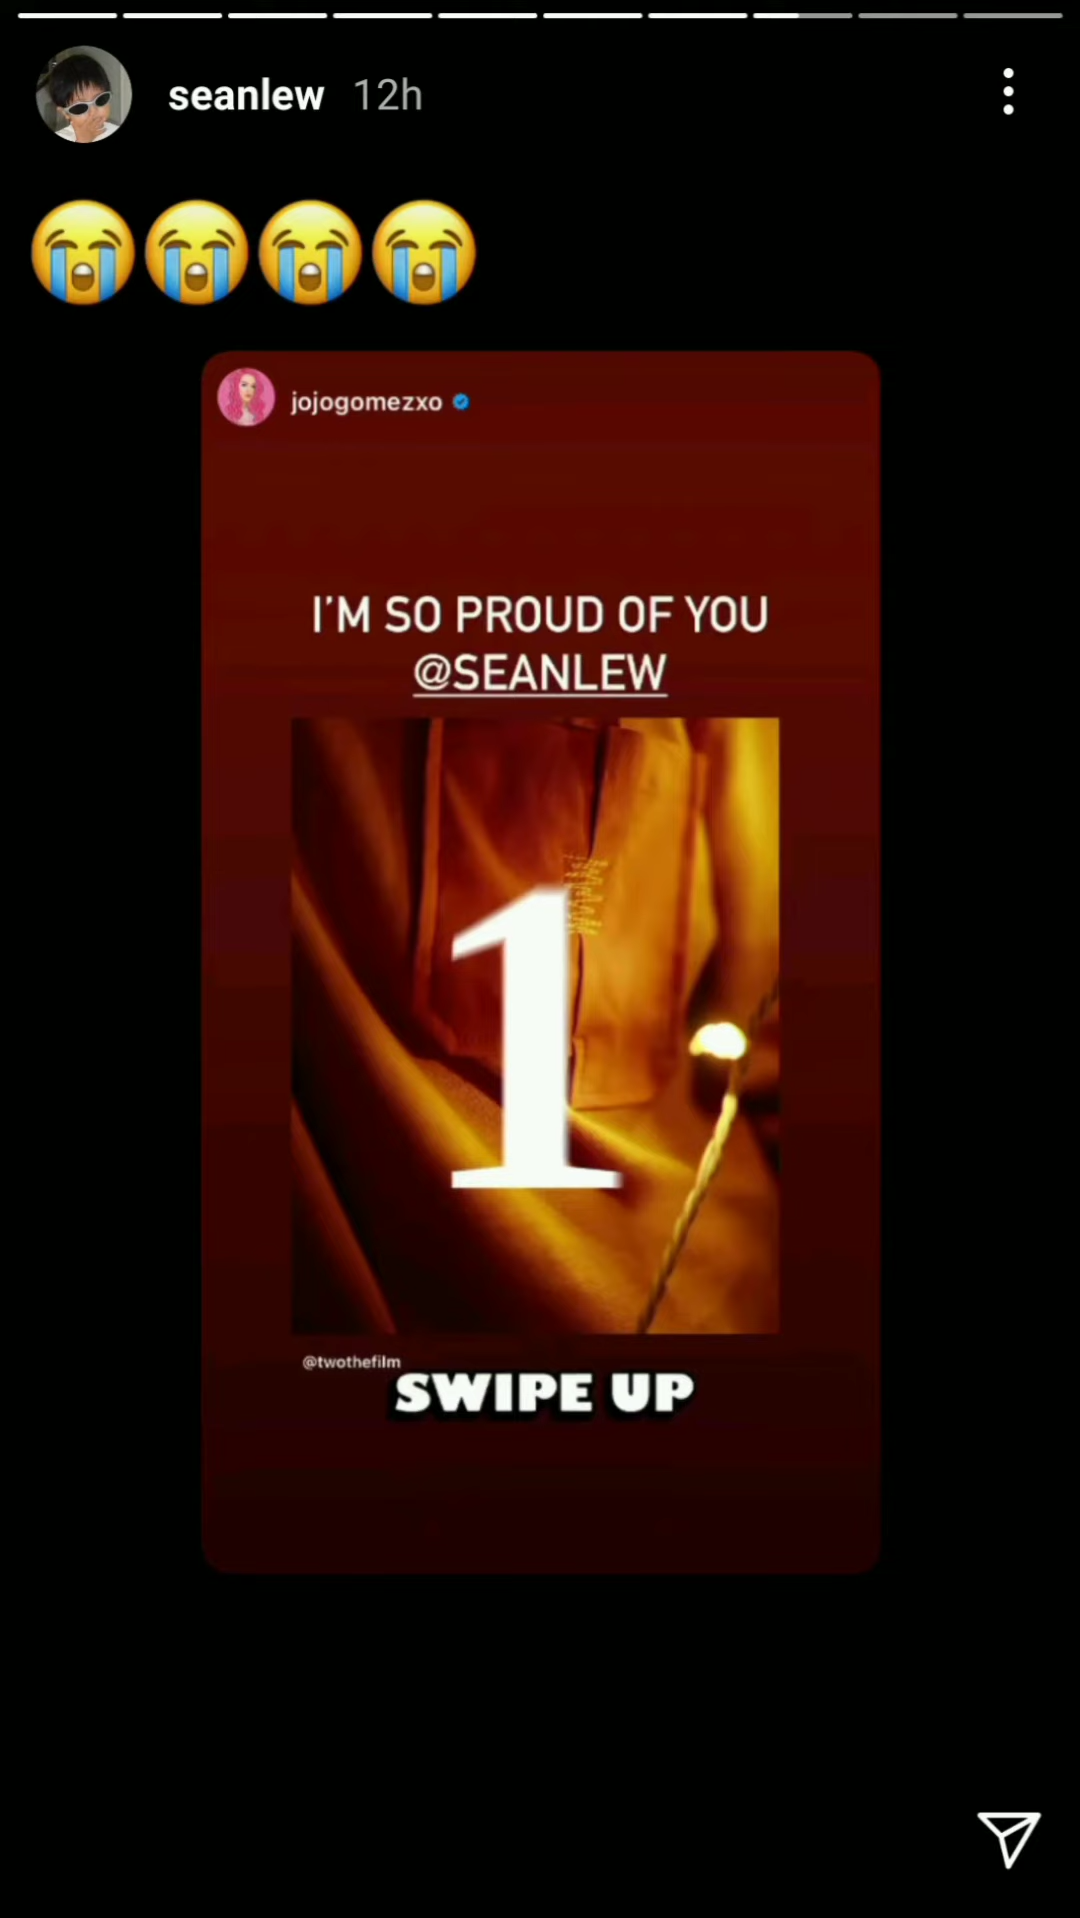 seanlew 12h
😭😭😭😭
jojogomezxo
I'M SO PROUD OF YOU
@SEANLEW
1
@twothefilm
SWIPE UP